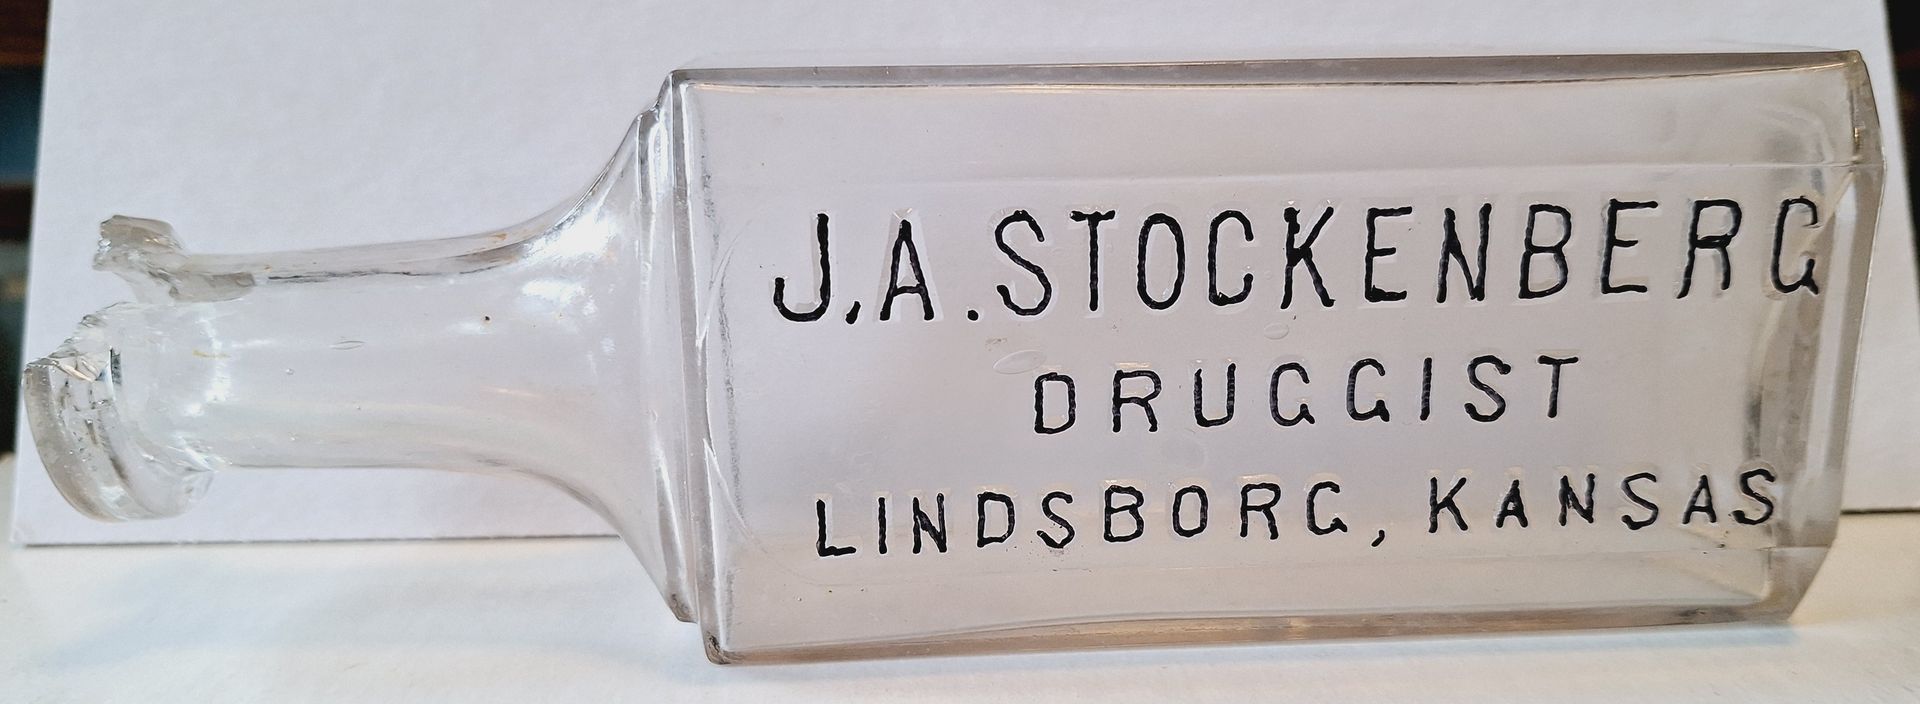 J.A.STOCKENBERG
DRUGGIST
LINDSBORG, KANSAS